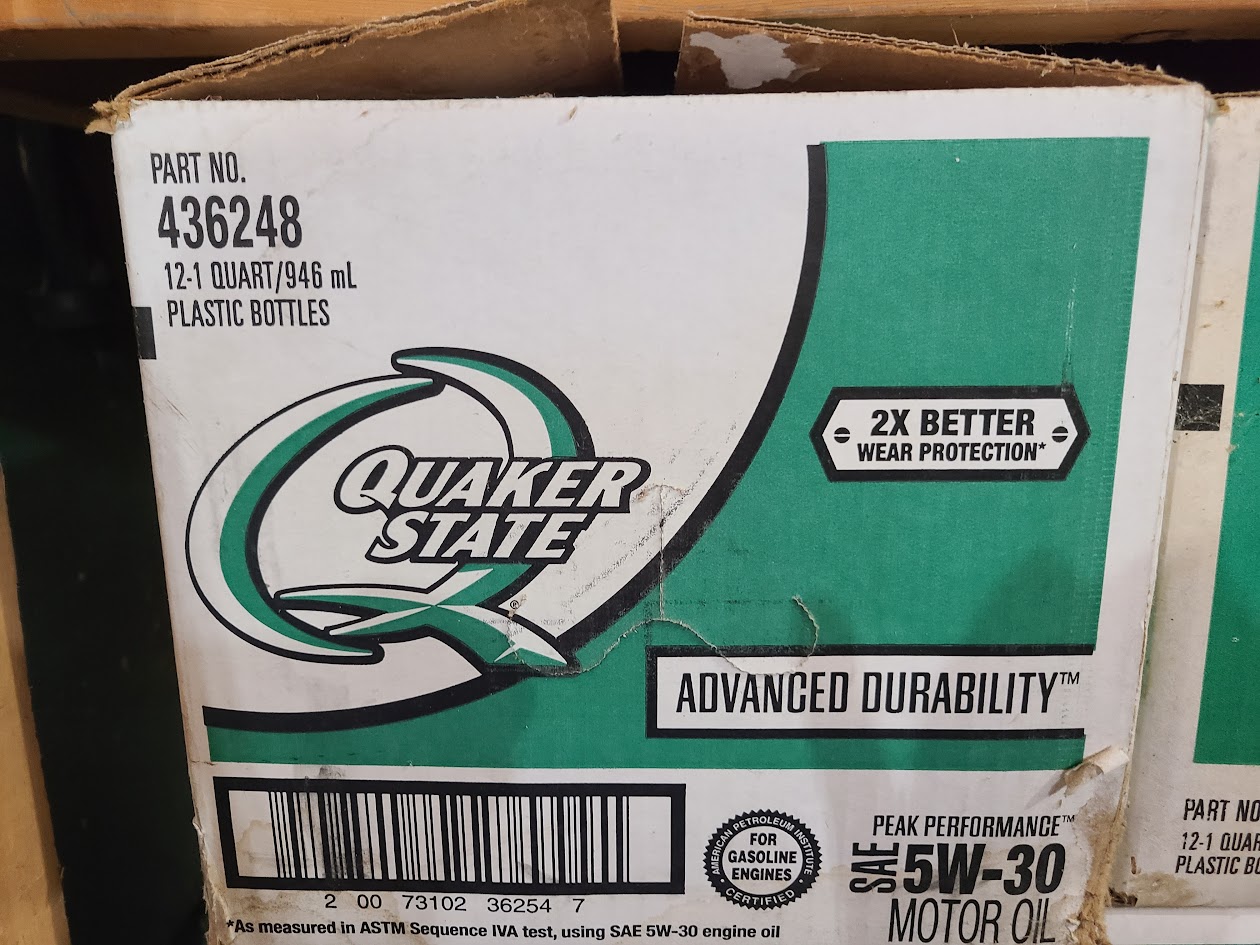 PART NO.
436248
12-1 QUART/946 mL
PLASTIC BOTTLES
QUAKER
STATE
®
2X BETTER
WEAR PROTECTION*
ADVANCED DURABILITY™
2 00 73102 36254 7
*As measured in ASTM Sequence IVA test, using SAE 5W-30 engine oil
AMERICAN PETROLEUM INSTITUTE
FOR
GASOLINE
ENGINES
CERTIFIED
PEAK PERFORMANCE™
SAE 5W-30
MOTOR OIL
PART NO
12-1 QUAR
PLASTIC BO